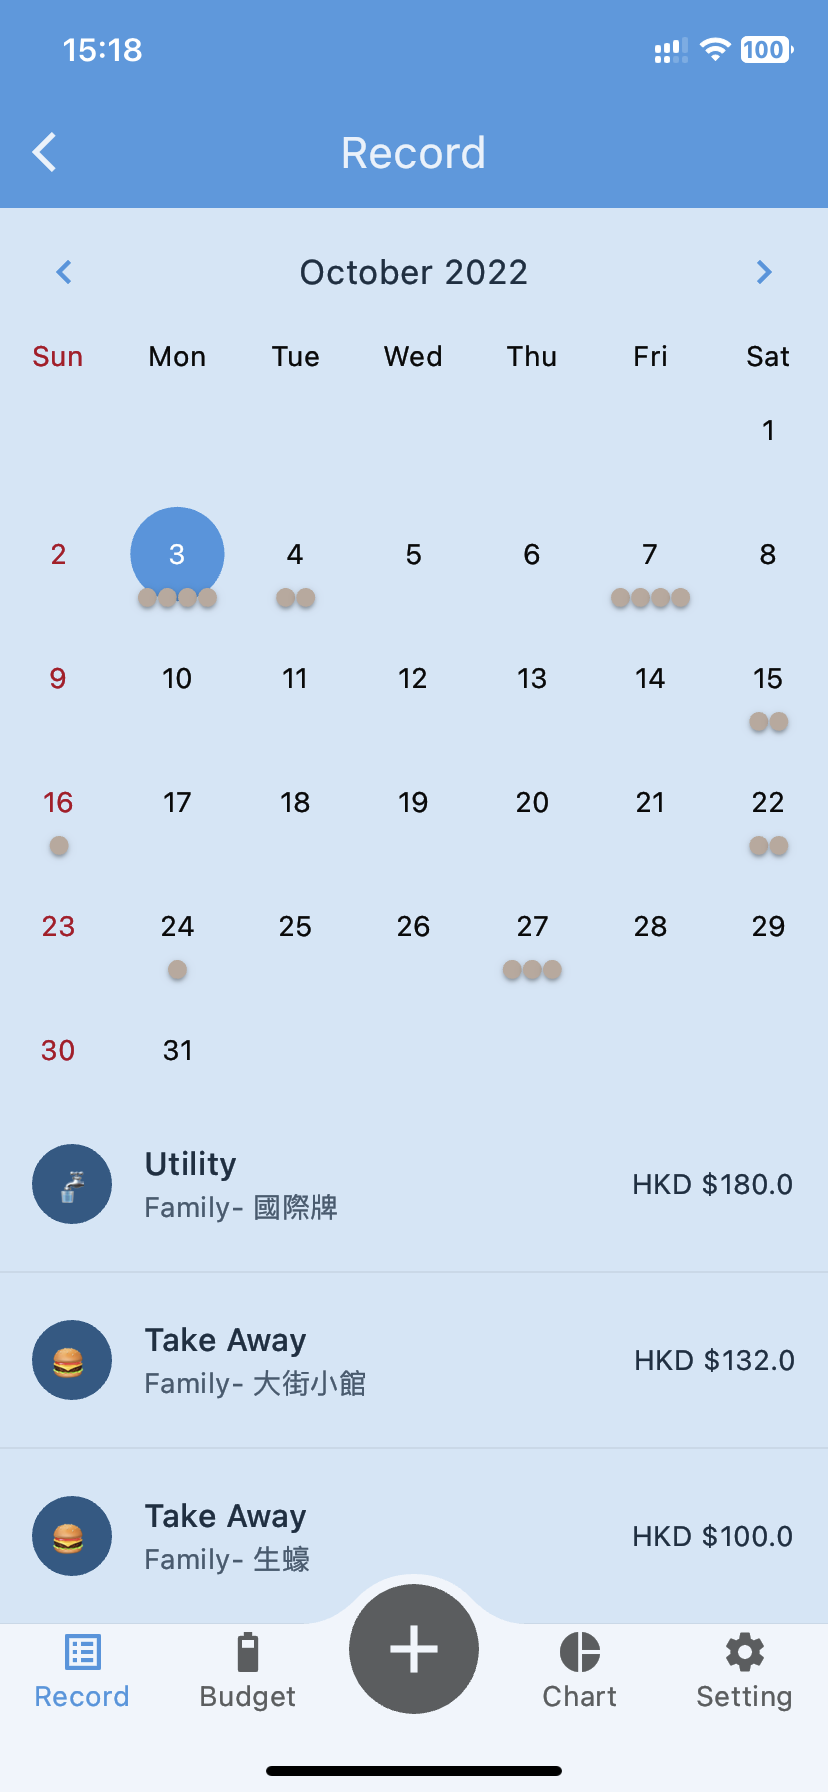 15:18 100
Record
October 2022
Sun Mon Tue Wed Thu Fri Sat
1
2 3 4 5 6 7 8
9 10 11 12 13 14 15
16 17 18 19 20 21 22
23 24 25 26 27 28 29
30 31
Utility
Family- 國際牌
HKD $180.0
Take Away
Family- 大街小館
HKD $132.0
Take Away
Family- 生蠔
HKD $100.0
Record Budget Chart Setting